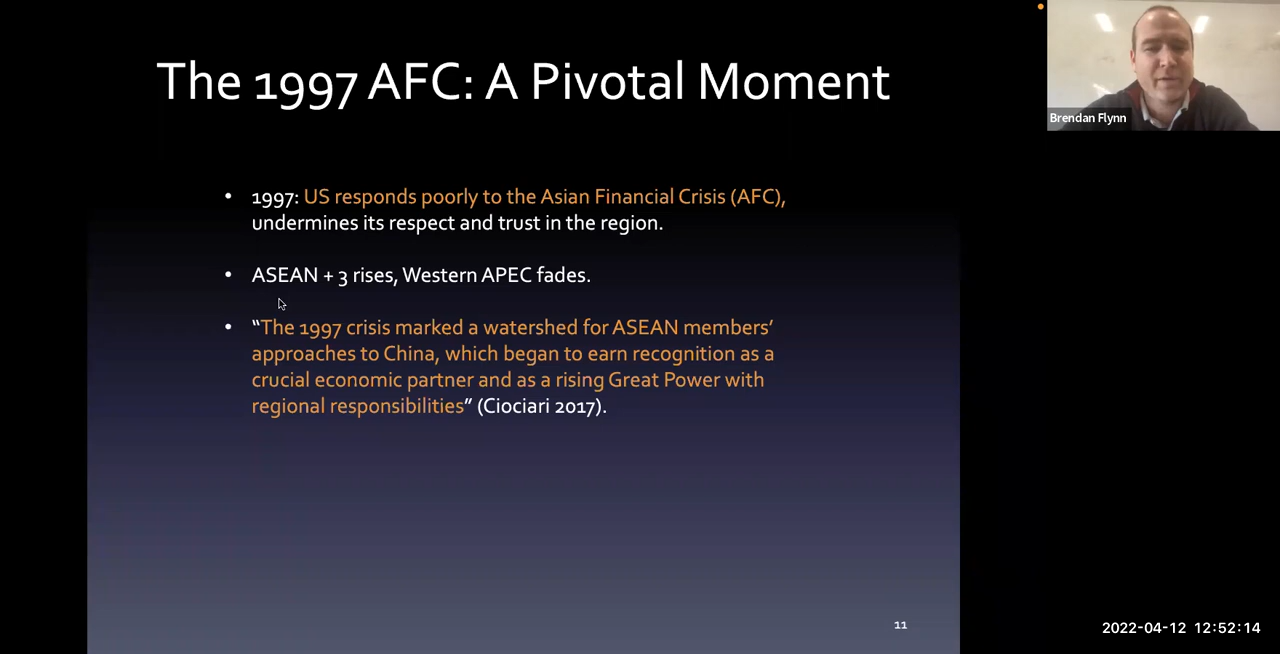 The 1997 AFC: A Pivotal Moment
Brendan Flynn
• 1997: US responds poorly to the Asian Financial Crisis (AFC),
undermines its respect and trust in the region.
• ASEAN + 3 rises, Western APEC fades.
• “The 1997 crisis marked a watershed for ASEAN members’
approaches to China, which began to earn recognition as a
crucial economic partner and as a rising Great Power with
regional responsibilities” (Ciociari 2017).
11
2022-04-12 12:52:14